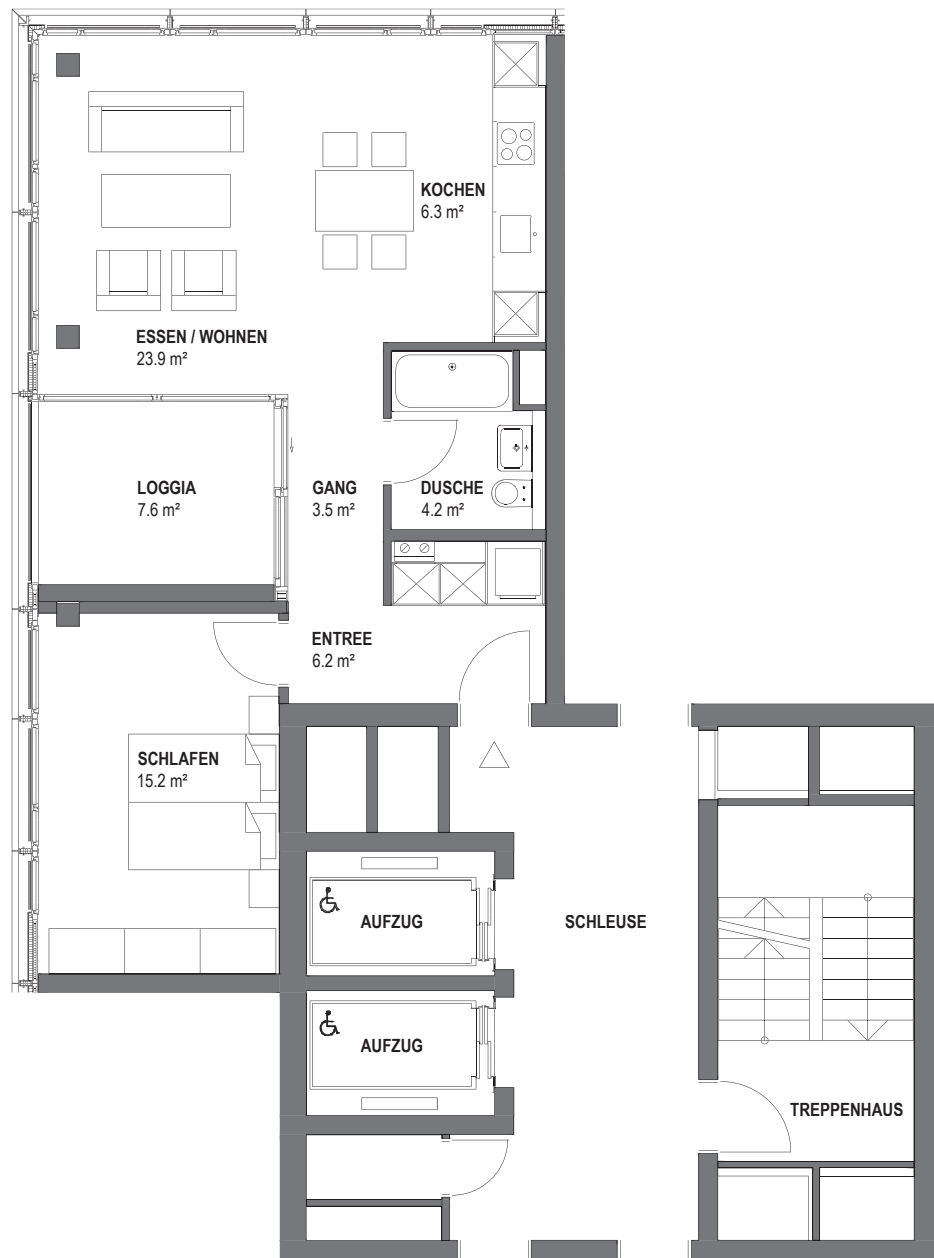 KOCHEN
6.3 m²
ESSEN / WOHNEN
23.9 m²
LOGGIA
7.6 m²
GANG
3.5 m²
DUSCHE
4.2 m²
ENTREE
6.2 m²
SCHLAFEN
15.2 m²
AUFZUG
SCHLEUSE
AUFZUG
TREPPENHAUS